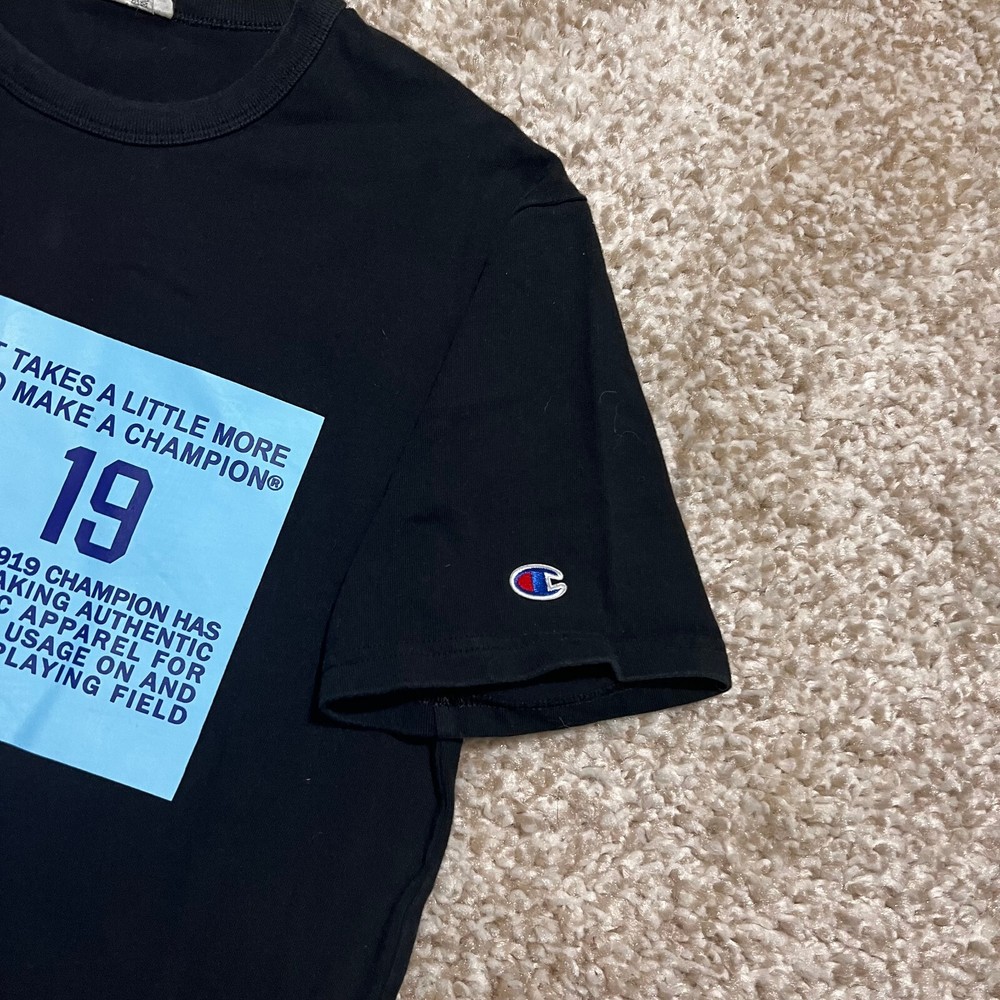 TAKES A LITTLE MORE
MAKE A CHAMPION®
19
919 CHAMPION HAS
AKING AUTHENTIC
C APPAREL FOR
USAGE ON AND
PLAYING FIELD